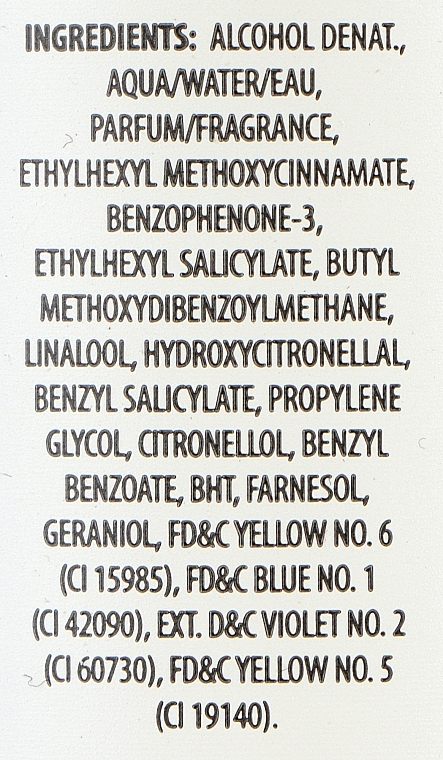 INGREDIENTS: ALCOHOL DENAT.,
AQUA/WATER/EAU,
PARFUM/FRAGRANCE,
ETHYLHEXYL METHOXYCINNAMATE,
BENZOPHENONE-3,
ETHYLHEXYL SALICYLATE, BUTYL
METHOXYDIBENZOYLMETHANE,
LINALOOL, HYDROXYCITRONELLAL,
BENZYL SALICYLATE, PROPYLENE
GLYCOL, CITRONELLOL, BENZYL
BENZOATE, BHT, FARNESOL,
GERANIOL, FD&C YELLOW NO. 6
(CI 15985), FD&C BLUE NO. 1
(CI 42090), EXT. D&C VIOLET NO. 2
(CI 60730), FD&C YELLOW NO. 5
(CI 19140).